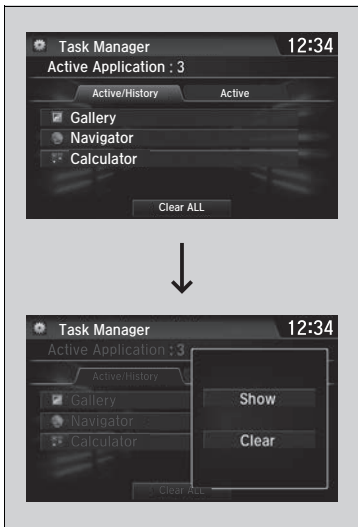 Task Manager
12:34
Active Application : 3
Active/History
Active
Gallery
Navigator
Calculator
Clear ALL
Task Manager
12:34
Active Application : 3
Active/History
Gallery
Navigator
Calculator
Show
Clear
Clear ALL